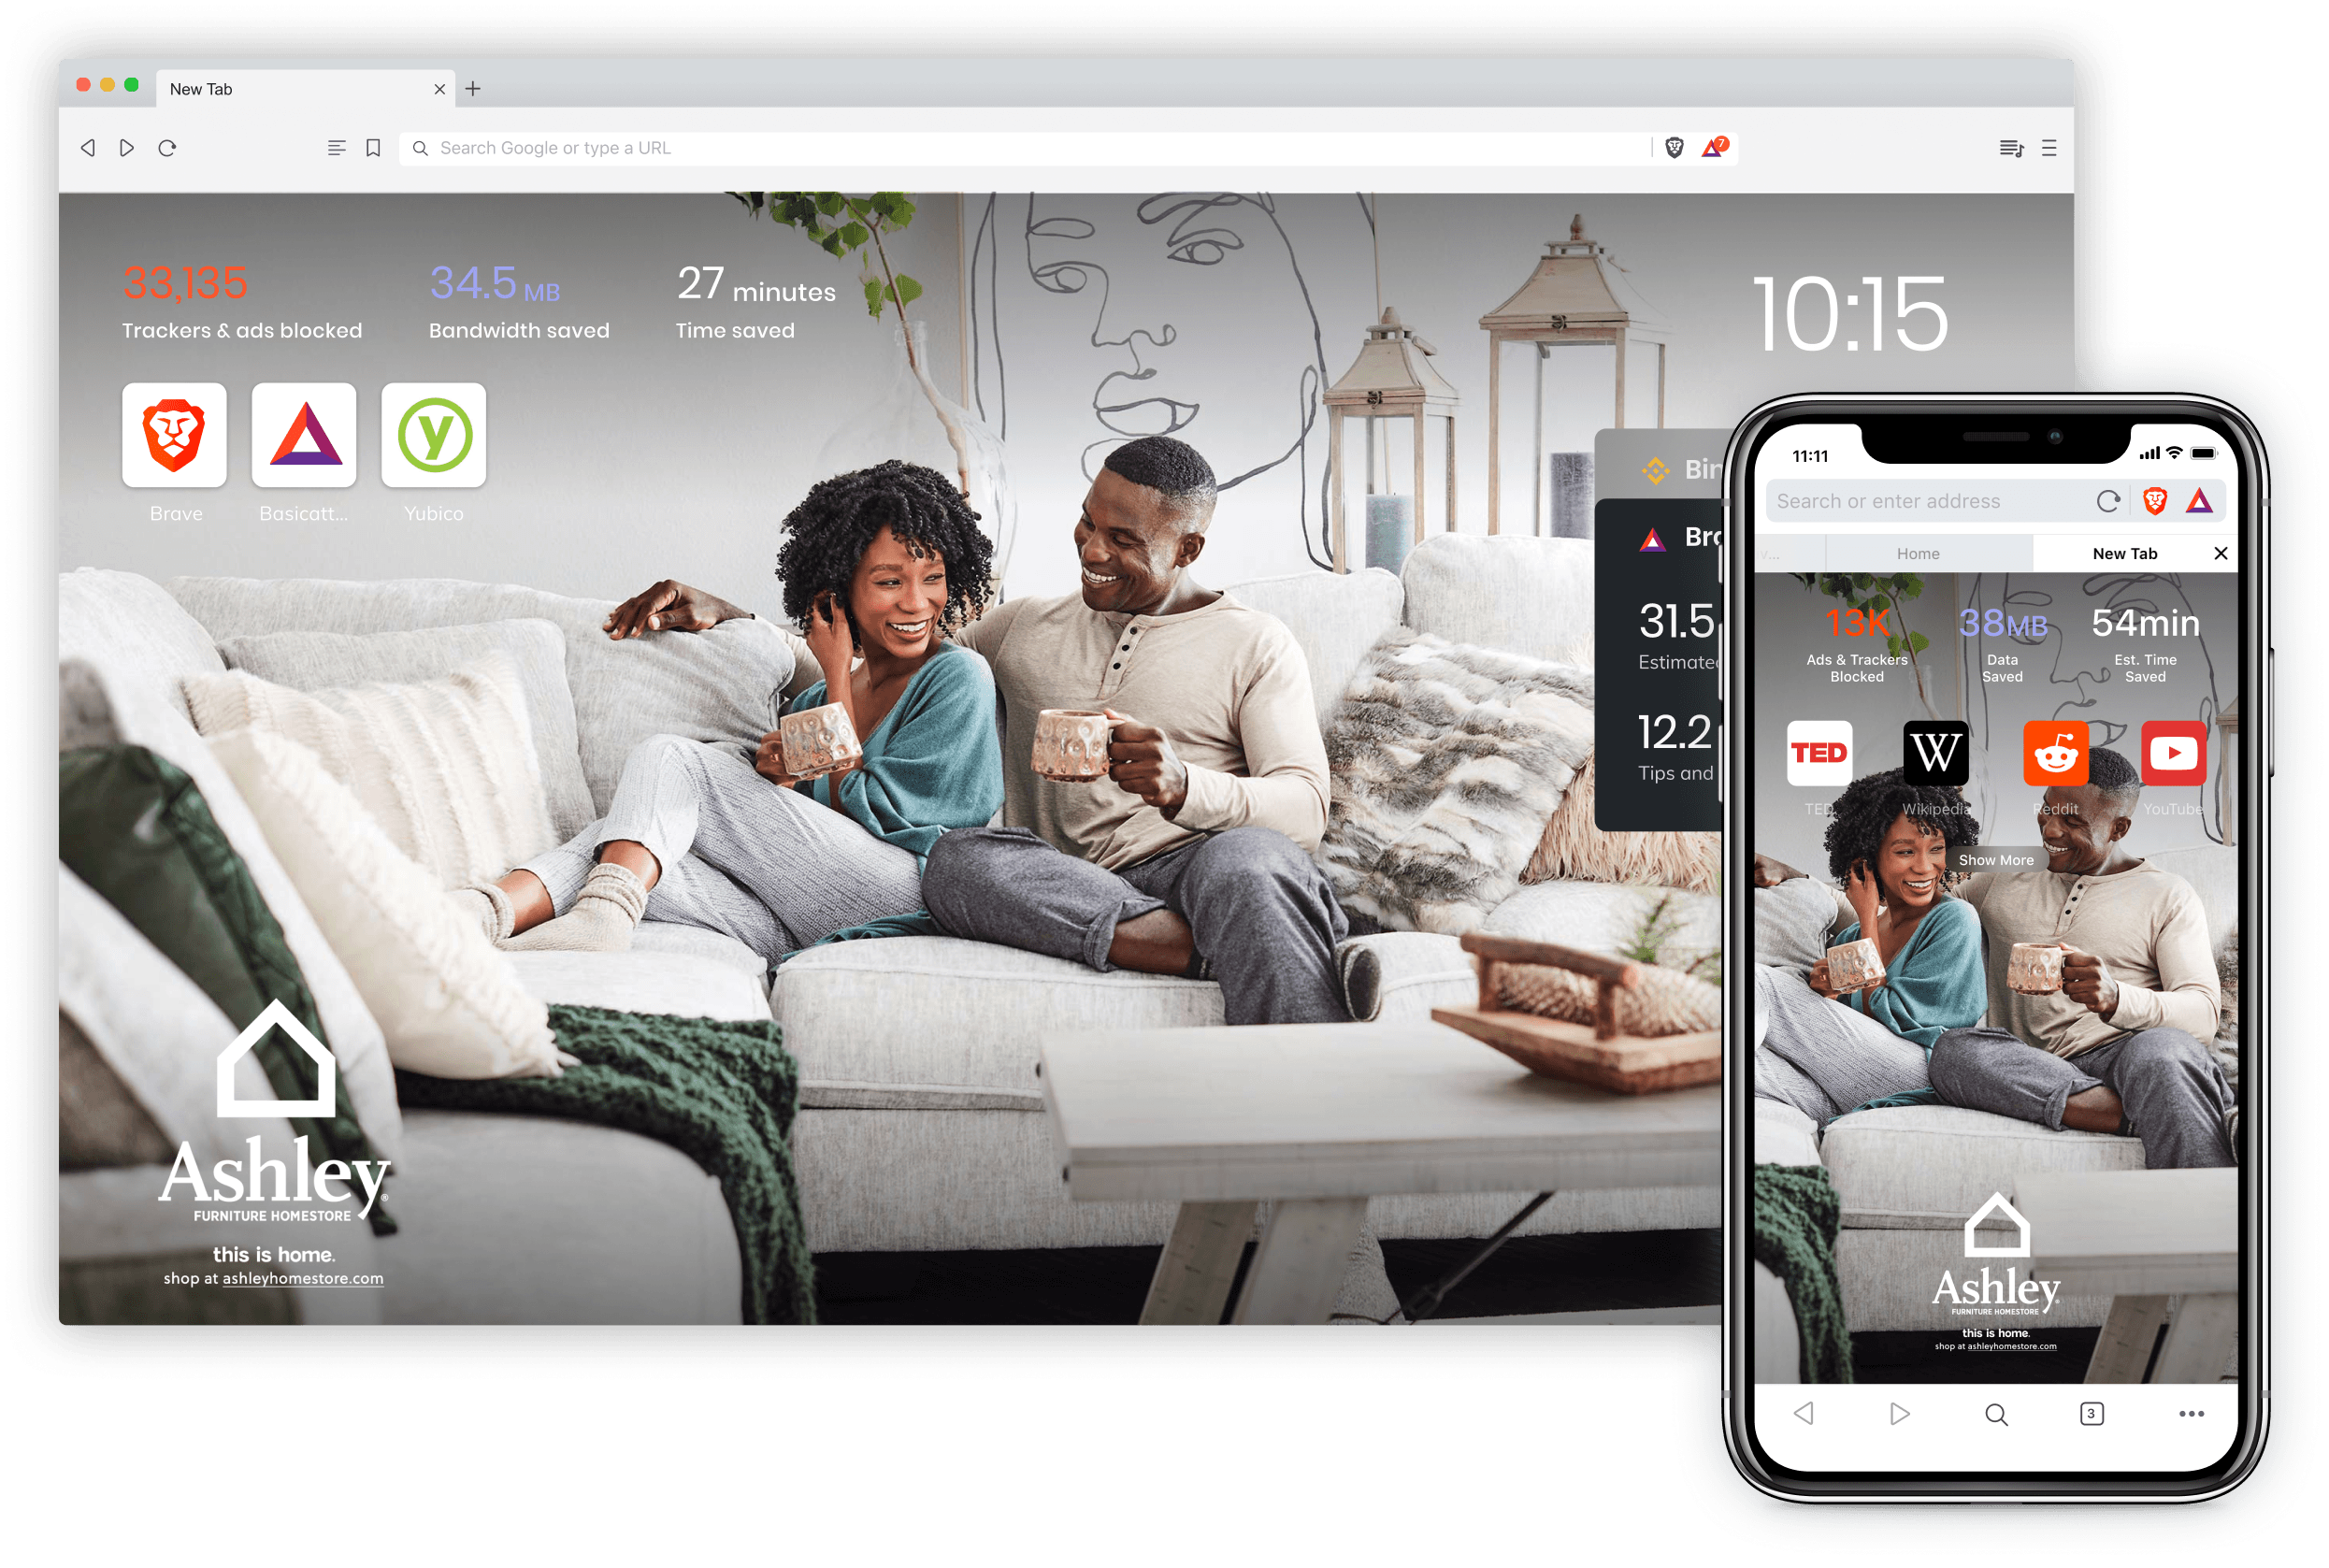 New Tab
Search Google or type a URL
7
33,135
Trackers & ads blocked
34.5 MB
Bandwidth saved
27 minutes
Time saved
10:15
Brave
Basicatt...
Yubico
Bin
31.5
Estimated
12.2
Tips and
Ashley®
FURNITURE HOMESTORE
this is home.
shop at ashleyhomestore.com
11:11
Search or enter address
Home
New Tab
13K
Ads & Trackers
Blocked
38MB
Data
Saved
54min
Est. Time
Saved
TED
W
TED
Wikipedia
Reddit
YouTube
Show More
Ashley
FURNITURE HOMESTORE
this is home.
shop at ashleyhomestore.com
3